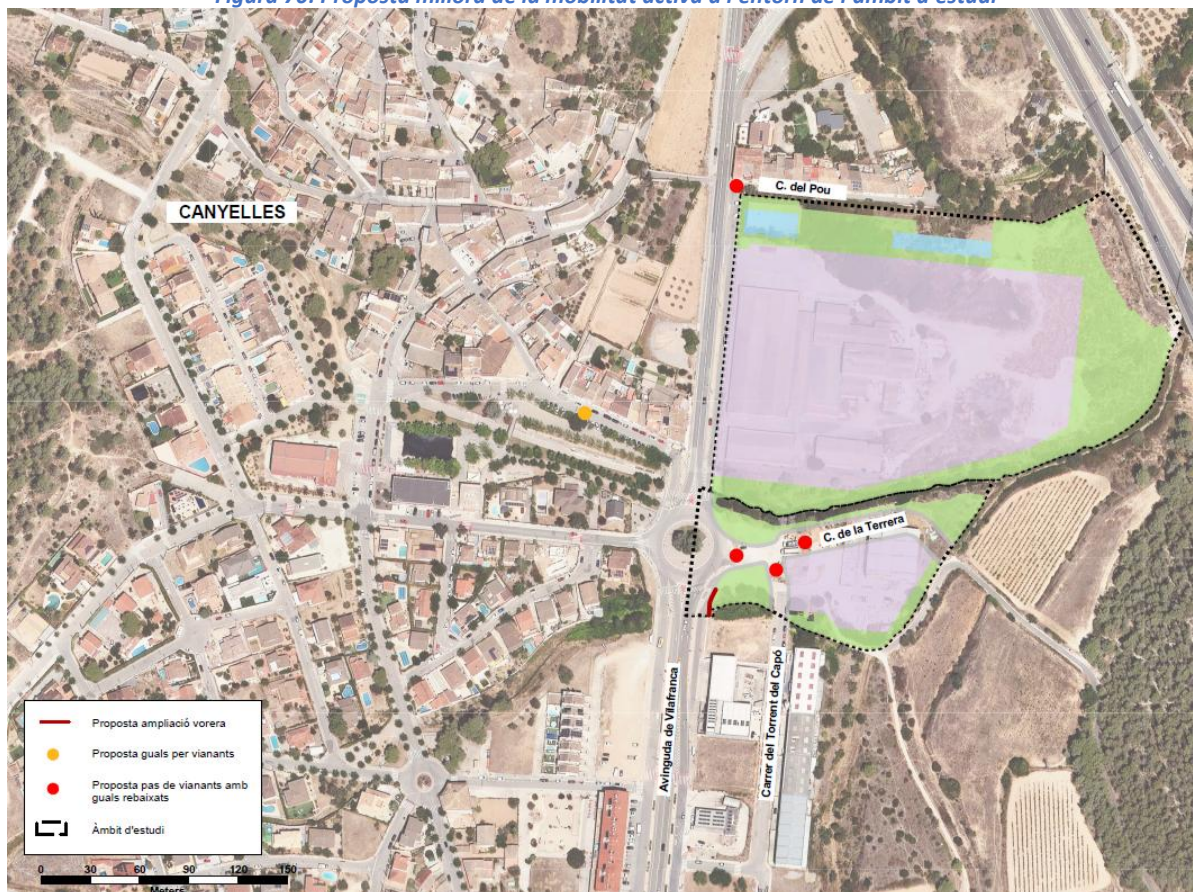 Figura 70. Proposta millora de la mobilitat activa a l'entorn de l'àmbit d'estudi
C. del Pou
CANYELLES
C. de la Terrera
Avinguda de Vilafranca
Carrer del Torrent del Capó
Proposta ampliació vorera
Proposta guals per vianants
Proposta pas de vianants amb
guals rebaixats
Àmbit d'estudi
0 30 60 90 120 150
Meters